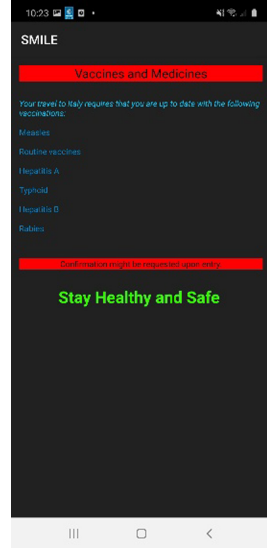 10:23
SMILE
Vaccines and Medicines
Your travel to Italy requires that you are up to date with the following
vaccinations:
Measles
Routine vaccines
Hepatitis A
Typhoid
Hepatitis B
Rabies
Confirmation might be requested upon entry.
Stay Healthy and Safe